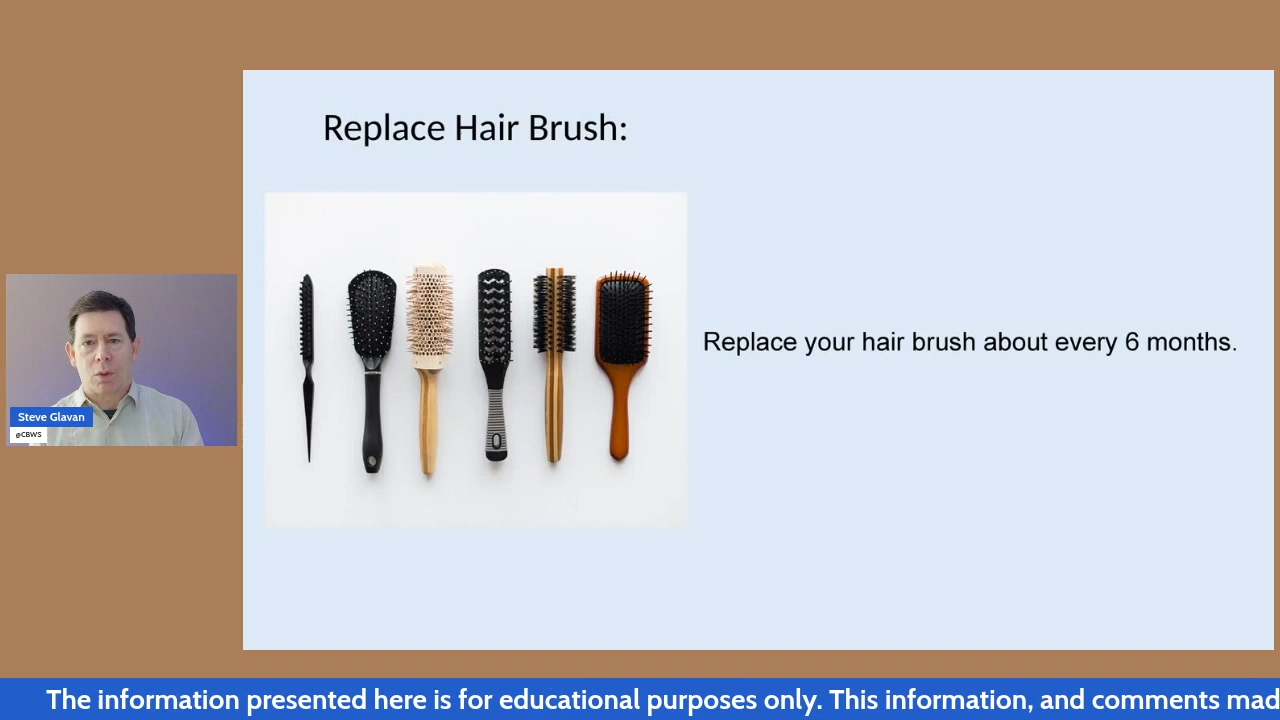 Replace Hair Brush:
Replace your hair brush about every 6 months.
Steve Glavan
@CBWS
The information presented here is for educational purposes only. This information, and comments mad